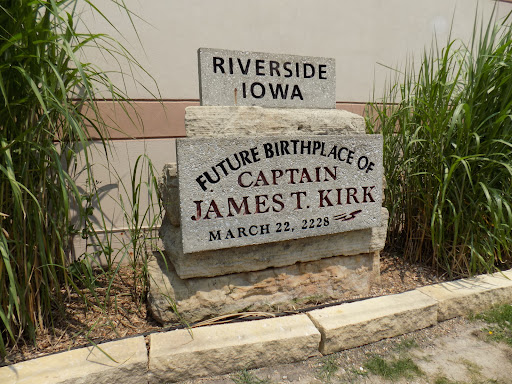 RIVERSIDE
IOWA
FUTURE BIRTHPLACE OF
CAPTAIN
JAMES T. KIRK
MARCH 22, 2228